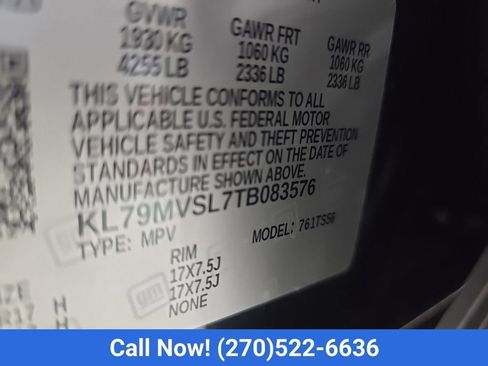 GVWR GAWR FRT GAWR RR
1930 KG 1060 KG 1060 KG
4255 LB 2336 LB 2336 LB
THIS VEHICLE CONFORMS TO ALL
APPLICABLE U.S. FEDERAL MOTOR
VEHICLE SAFETY AND THEFT PREVENTION
STANDARDS IN EFFECT ON THE DATE OF
MANUFACTURE SHOWN ABOVE.
KL79MVSL7TB083576
TYPE: MPV MODEL: 761TS56
RIM
17X7.5J
17X7.5J
NONE
H
H
gm
gm
Call Now! (270)522-6636